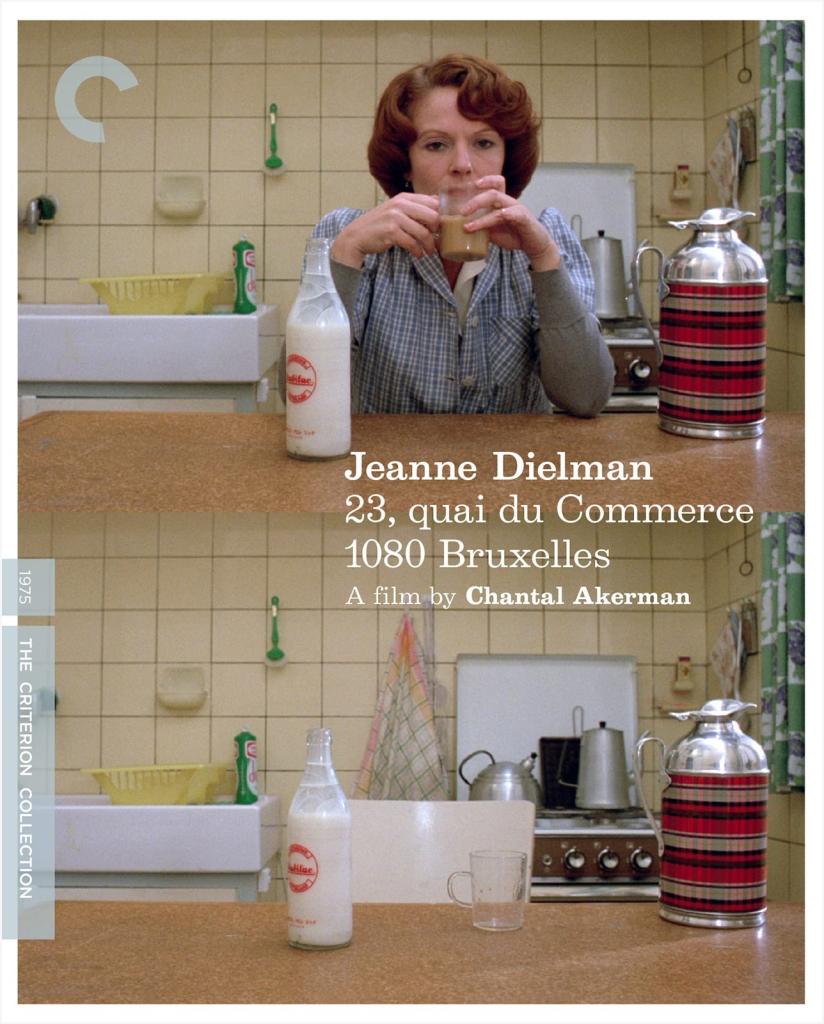 Jeanne Dielman
23, quai du Commerce
1080 Bruxelles
A film by Chantal Akerman
1975
THE CRITERION COLLECTION